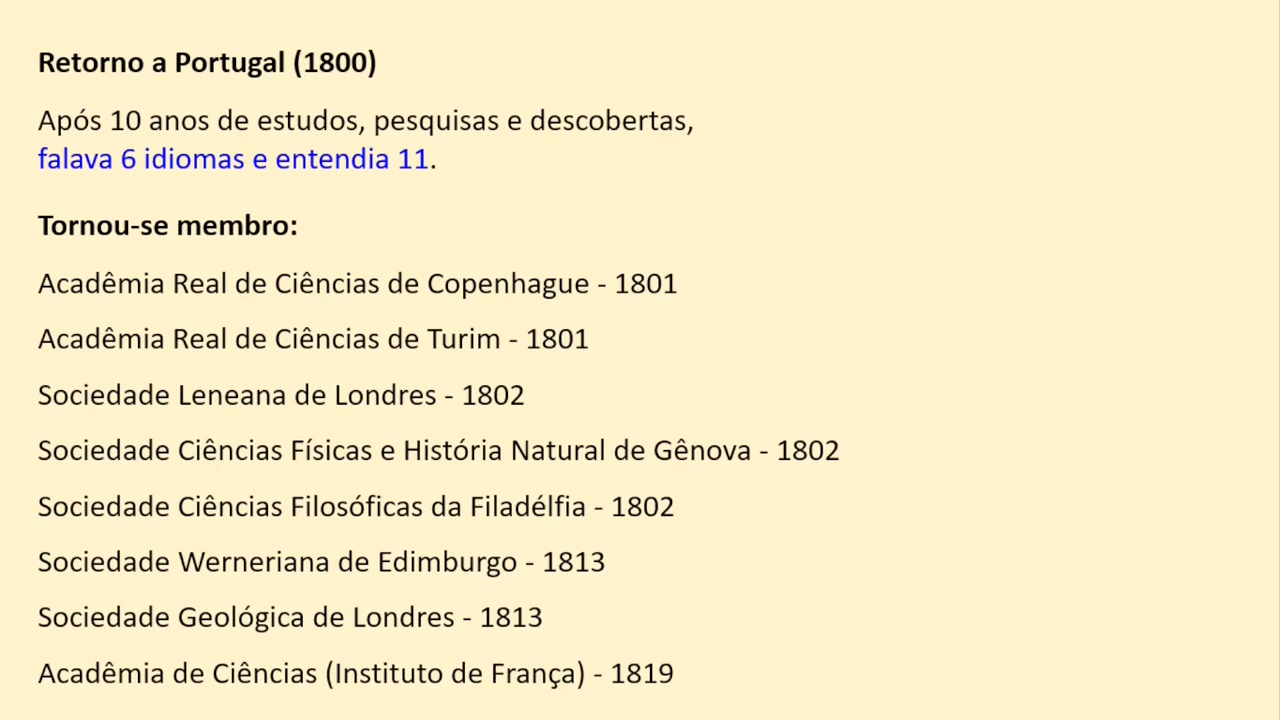 Retorno a Portugal (1800)
Após 10 anos de estudos, pesquisas e descobertas,
falava 6 idiomas e entendia 11.
Tornou-se membro:
Acadêmia Real de Ciências de Copenhague - 1801
Acadêmia Real de Ciências de Turim - 1801
Sociedade Leneana de Londres - 1802
Sociedade Ciências Físicas e História Natural de Gênova - 1802
Sociedade Ciências Filosóficas da Filadélfia - 1802
Sociedade Werneriana de Edimburgo - 1813
Sociedade Geológica de Londres - 1813
Acadêmia de Ciências (Instituto de França) - 1819